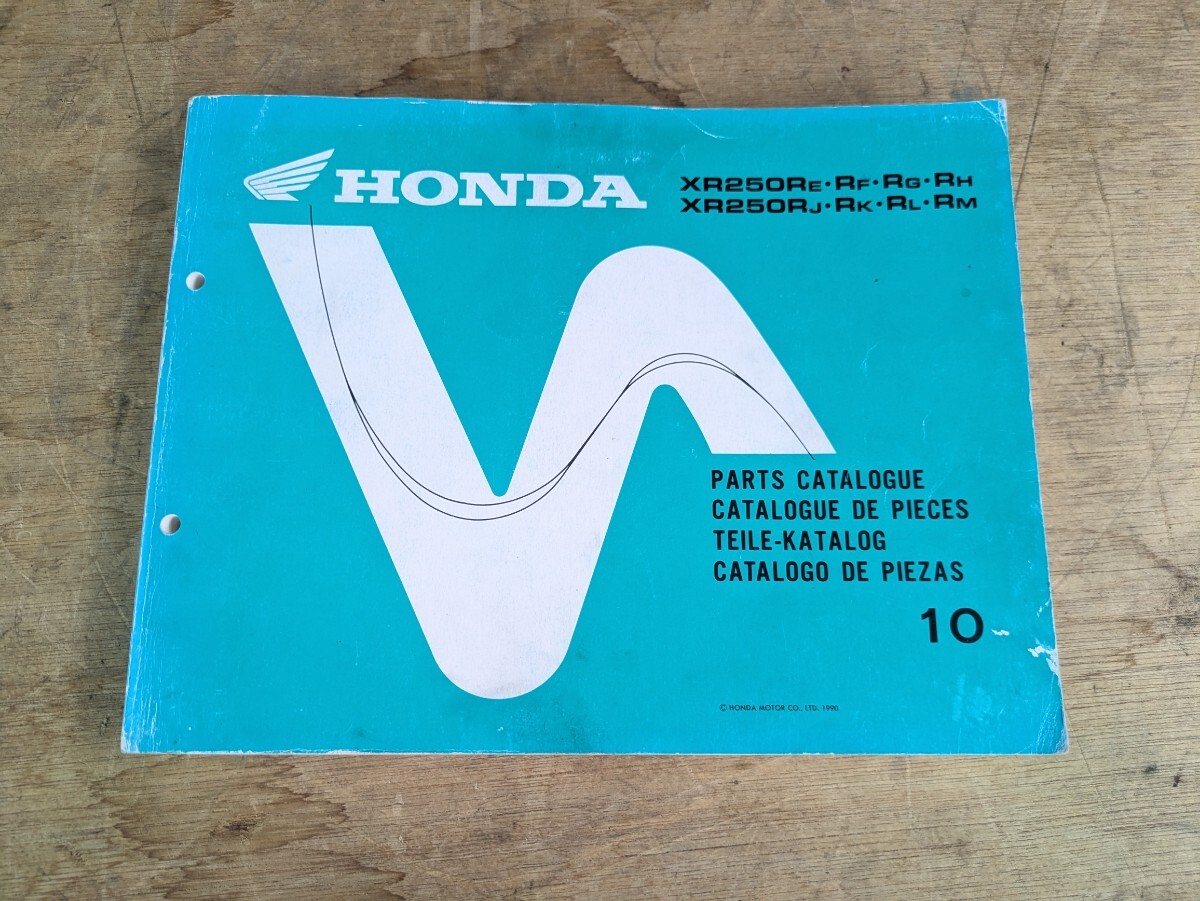 HONDA
XR250RE・RF・RG・RH
XR250RJ・RK・RL・RM
PARTS CATALOGUE
CATALOGUE DE PIECES
TEILE-KATALOG
CATALOGO DE PIEZAS
10
© HONDA MOTOR CO., LTD. 1990